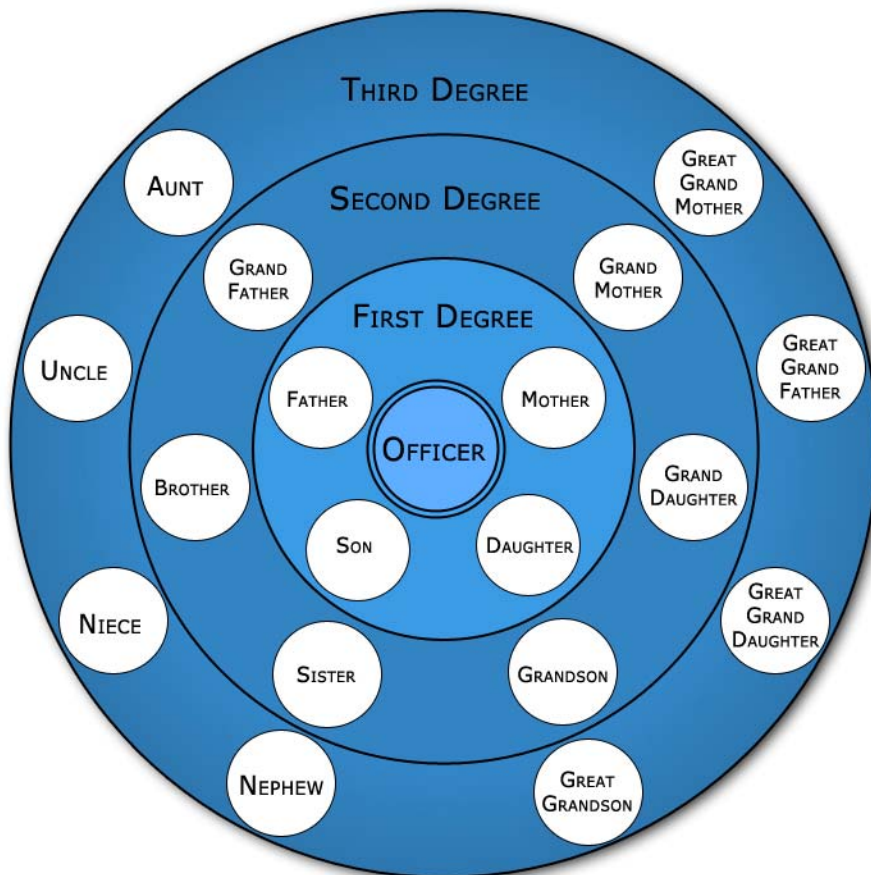 Third Degree
Aunt
Great
Grand
Mother
Second Degree
Grand
Father
Grand
Mother
First Degree
Uncle
Great
Grand
Father
Father
Mother
Officer
Brother
Grand
Daughter
Son
Daughter
Niece
Great
Grand
Daughter
Sister
Grandson
Nephew
Great
Grandson